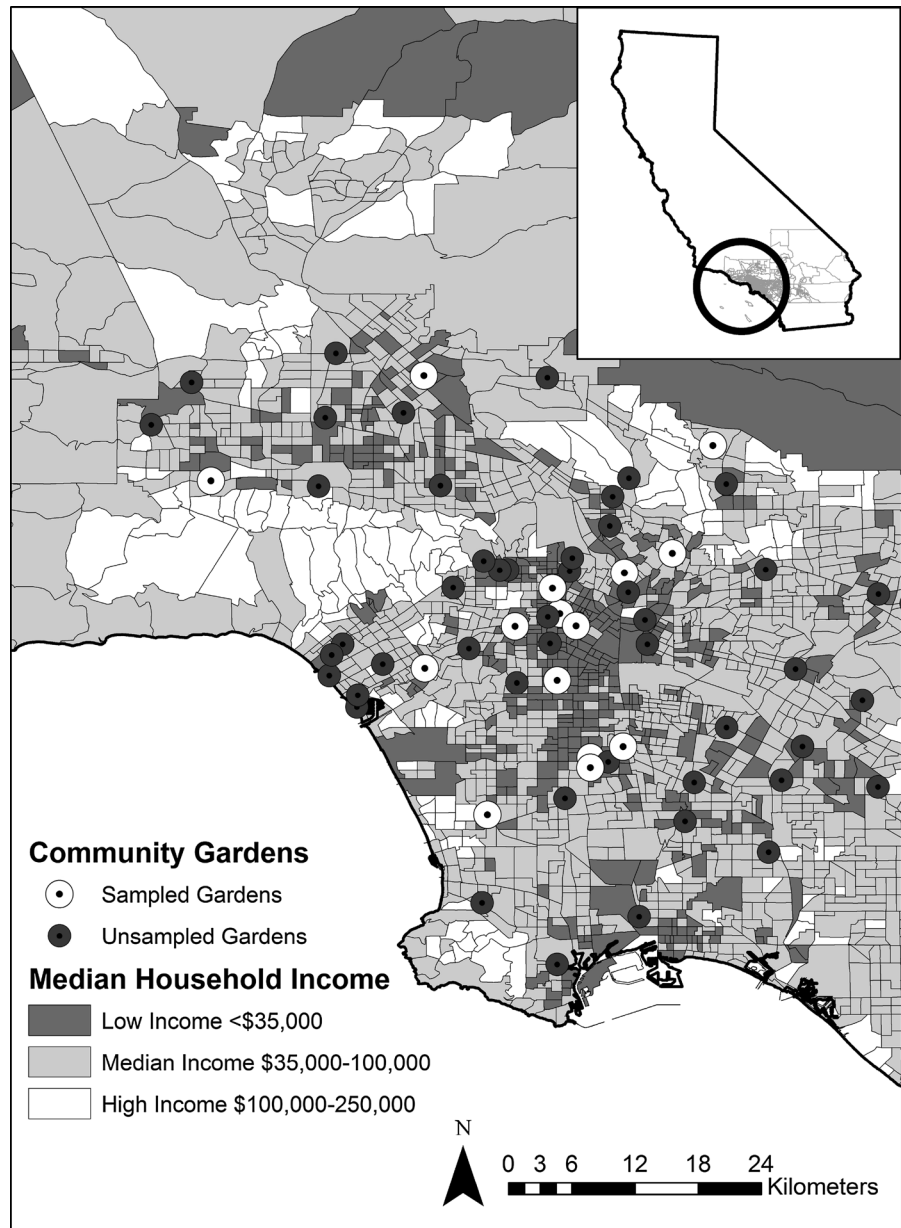 Community Gardens
Sampled Gardens
Unsampled Gardens
Median Household Income
Low Income <$35,000
Median Income $35,000-100,000
High Income $100,000-250,000
N
0 3 6 12 18 24
Kilometers